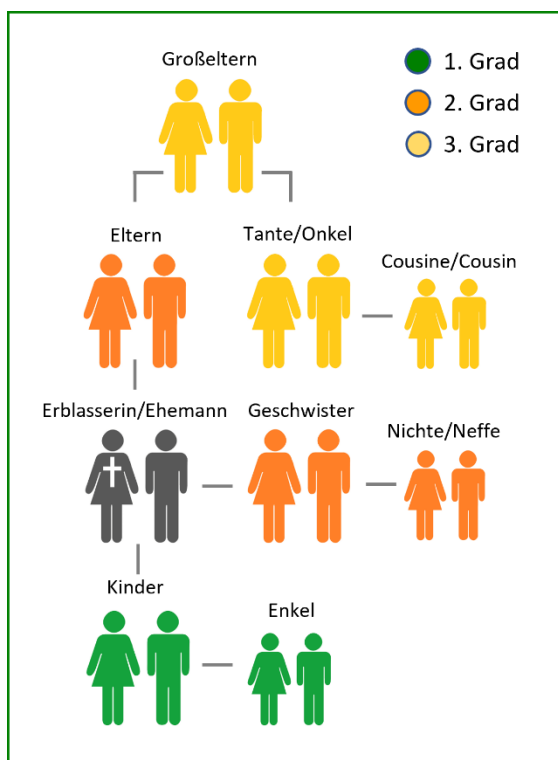 Großeltern
1. Grad
2. Grad
3. Grad
Eltern
Tante/Onkel
Cousine/Cousin
Erblasserin/Ehemann
Geschwister
Nichte/Neffe
Kinder
Enkel